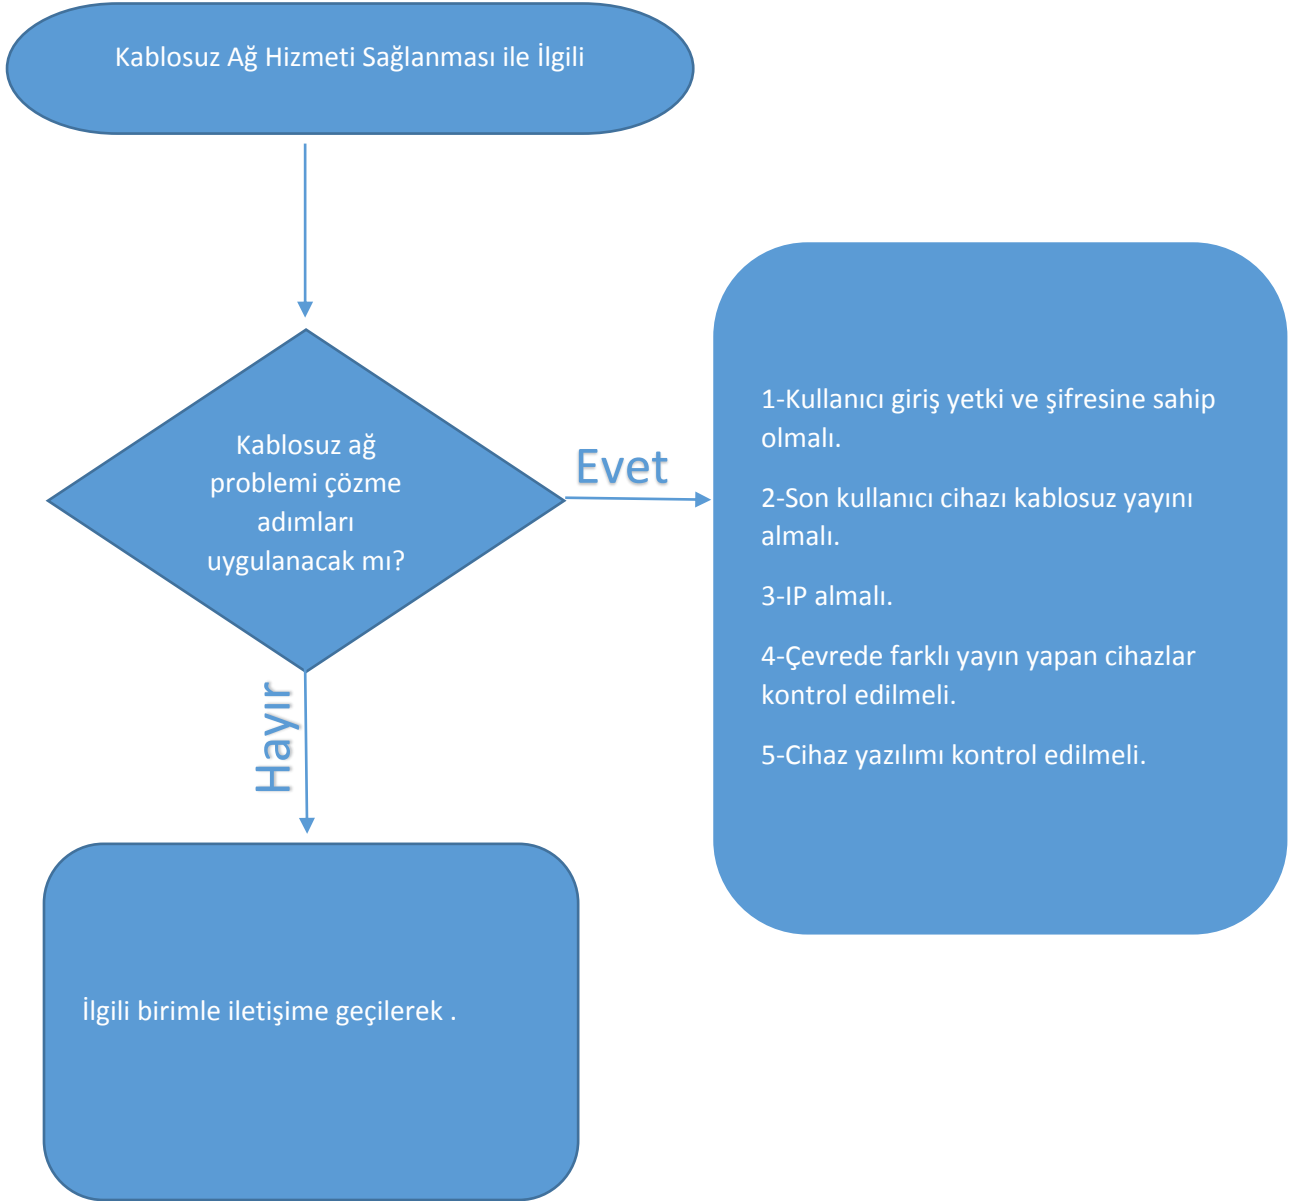 Kablosuz Ağ Hizmeti Sağlanması ile İlgili
Kablosuz ağ
problemi çözme
adımları
uygulanacak mı?
Evet
1-Kullanıcı giriş yetki ve şifresine sahip
olmalı.
2-Son kullanıcı cihazı kablosuz yayını
almalı.
3-IP almalı.
4-Çevrede farklı yayın yapan cihazlar
kontrol edilmeli.
5-Cihaz yazılımı kontrol edilmeli.
Hayır
İlgili birimle iletişime geçilerek .